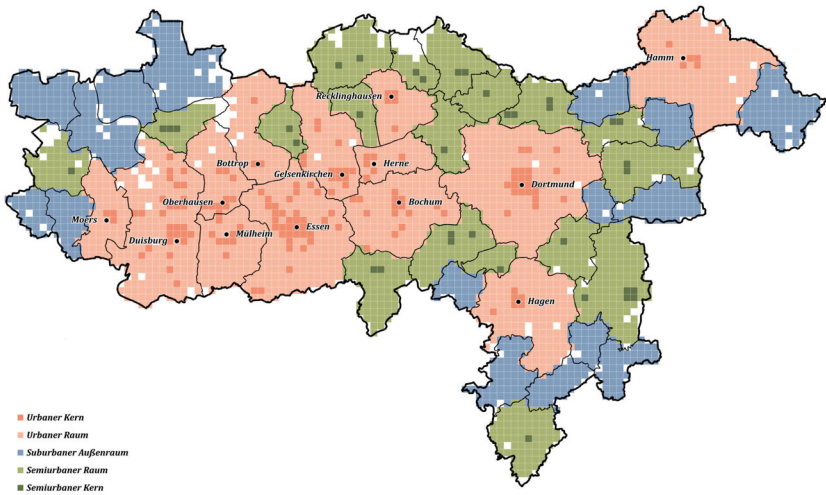 Hamm
Recklinghausen
Bottrop
Herne
Gelsenkirchen
Dortmund
Oberhausen
Bochum
Moers
Essen
Duisburg
Mülheim
Hagen
Urbaner Kern
Urbaner Raum
Suburbaner Außenraum
Semiurbaner Raum
Semiurbaner Kern